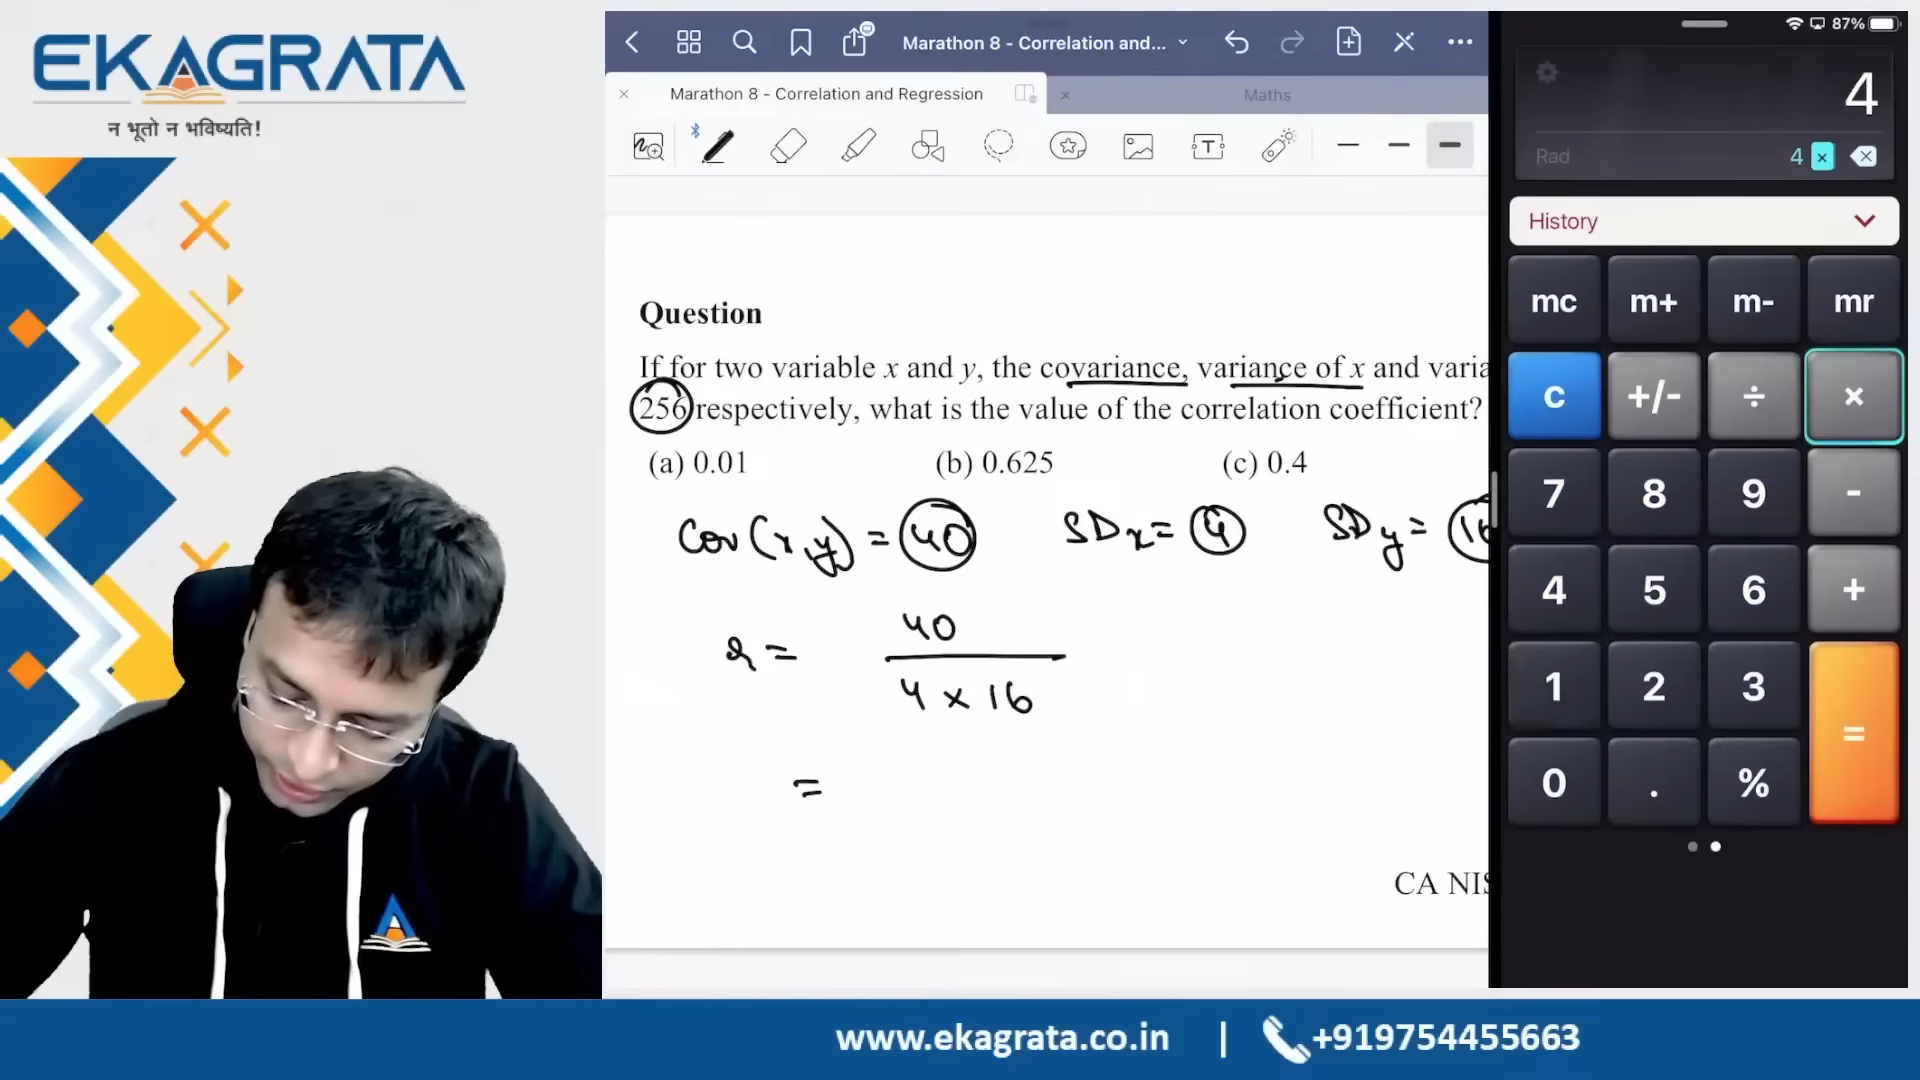 EKAGRATA
न भूतो न भविष्यति!
Marathon 8 - Correlation and...
Marathon 8 - Correlation and Regression
Maths
T
Question
If for two variable x and y, the covariance, variance of x and varia
256 respectively, what is the value of the correlation coefficient?
(a) 0.01 (b) 0.625 (c) 0.4
Cov(x,y) = 40 SDx = 4 SDy = 16
r = 40
4 x 16
=
CA NIS
87%
4
Rad 4 ×
History
mc m+ m- mr
c +/- ÷ ×
7 8 9 -
4 5 6 +
1 2 3 =
0 . %
www.ekagrata.co.in | +919754455663